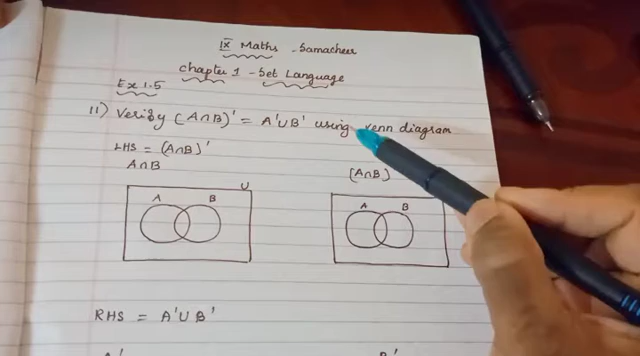 IX Maths - Samacheer
Chapter 1 - Set Language
Ex 1.5
11) Verify (A∩B)' = A'∪B' using venn diagram
LHS = (A∩B)'
A∩B
(A∩B)
U
A B
A B
RHS = A'∪B'
A'
B'